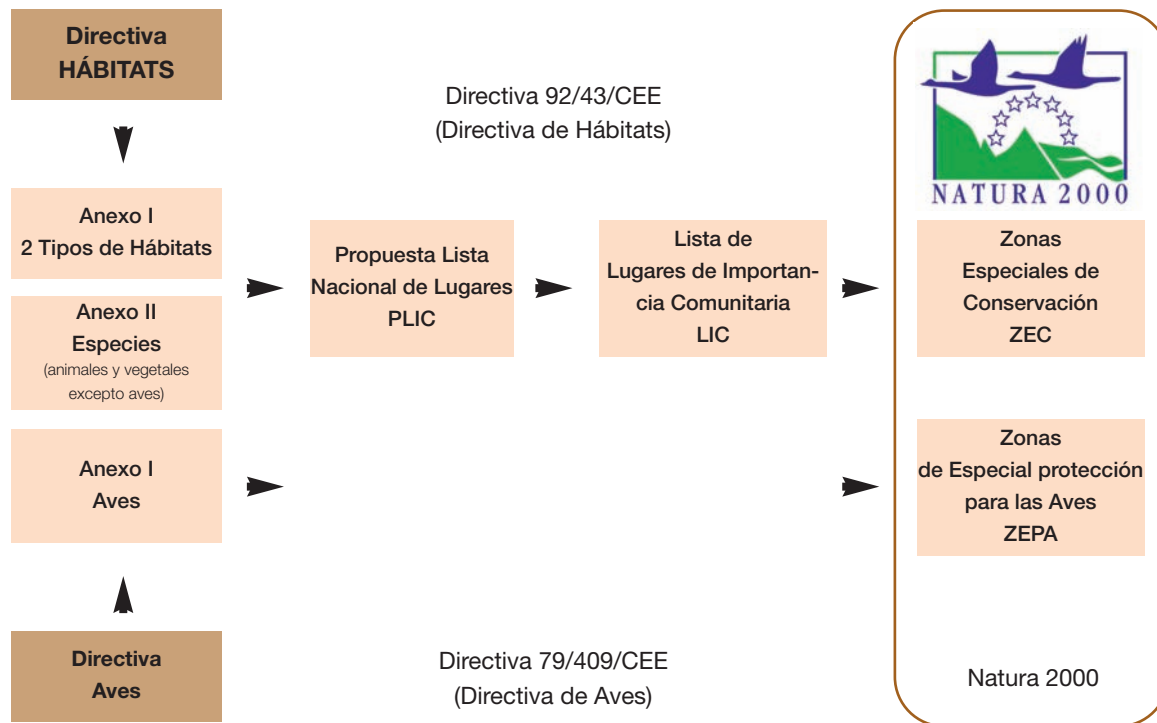 Directiva
HÁBITATS
Directiva 92/43/CEE
(Directiva de Hábitats)
NATURA 2000
Anexo I
2 Tipos de Hábitats
Anexo II
Especies
(animales y vegetales
excepto aves)
Propuesta Lista
Nacional de Lugares
PLIC
Lista de
Lugares de Importan-
cia Comunitaria
LIC
Zonas
Especiales de
Conservación
ZEC
Anexo I
Aves
Zonas
de Especial protección
para las Aves
ZEPA
Directiva
Aves
Directiva 79/409/CEE
(Directiva de Aves)
Natura 2000